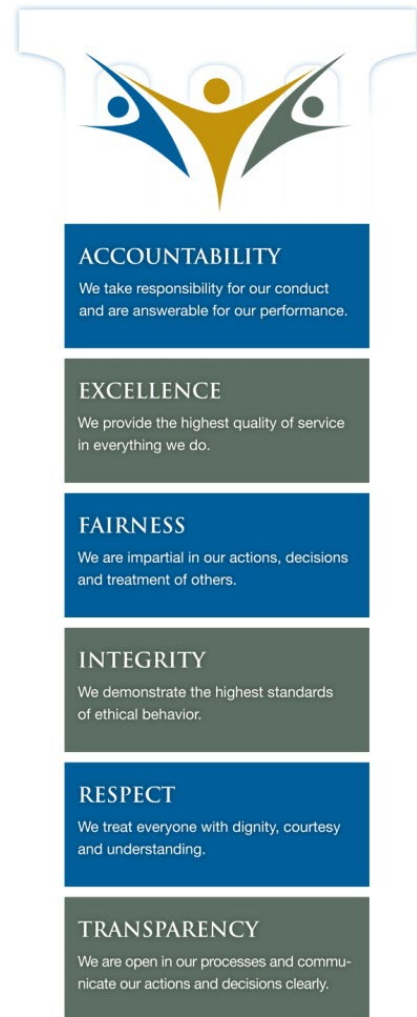 ACCOUNTABILITY
We take responsibility for our conduct
and are answerable for our performance.
EXCELLENCE
We provide the highest quality of service
in everything we do.
FAIRNESS
We are impartial in our actions, decisions
and treatment of others.
INTEGRITY
We demonstrate the highest standards
of ethical behavior.
RESPECT
We treat everyone with dignity, courtesy
and understanding.
TRANSPARENCY
We are open in our processes and commu-
nicate our actions and decisions clearly.